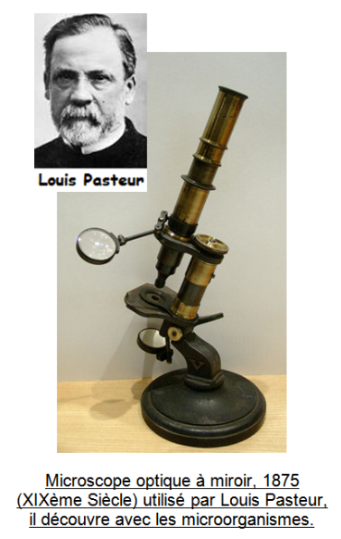 Louis Pasteur
Microscope optique à miroir, 1875
(XIXème Siècle) utilisé par Louis Pasteur,
il découvre avec les microorganismes.